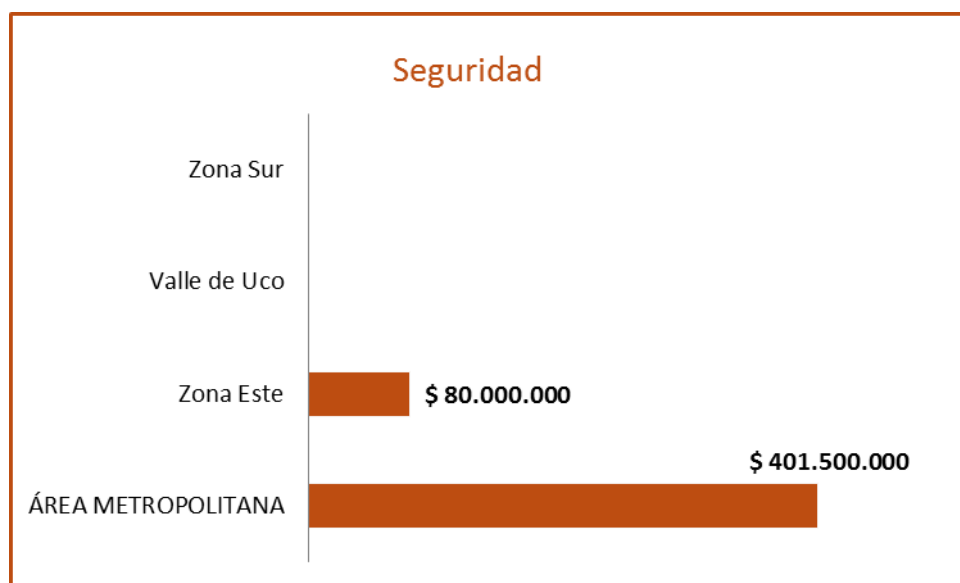 Seguridad
Zona Sur
Valle de Uco
Zona Este
$ 80.000.000
$ 401.500.000
ÁREA METROPOLITANA